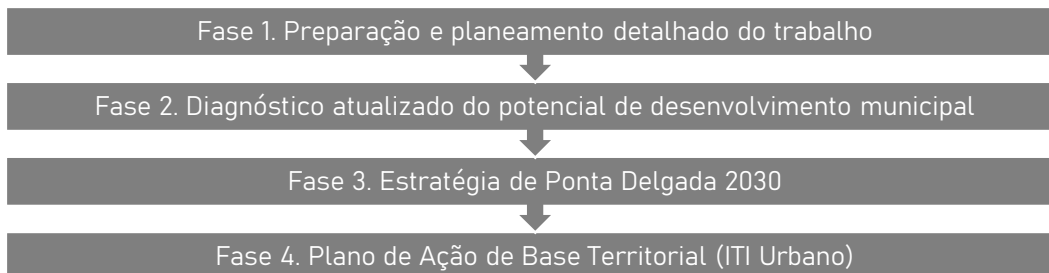 Fase 1. Preparação e planeamento detalhado do trabalho
Fase 2. Diagnóstico atualizado do potencial de desenvolvimento municipal
Fase 3. Estratégia de Ponta Delgada 2030
Fase 4. Plano de Ação de Base Territorial (ITI Urbano)